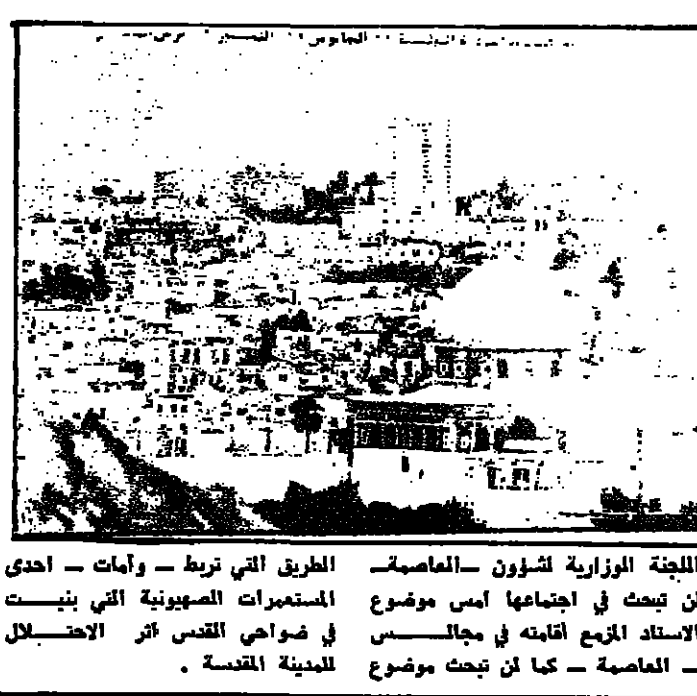 اللجنة الوزارية لشؤون —العاصمة—
لن تبحث في اجتماعها امس موضوع
الاستاد المزمع اقامته في مجالس
— العاصمة — كما لن تبحث موضوع
الطريق التي تربط — وآمات — احدى
المستعمرات الصهيونية التي بنيت
في ضواحي القدس اثر الاحتلال
للمدينة المقدسة .